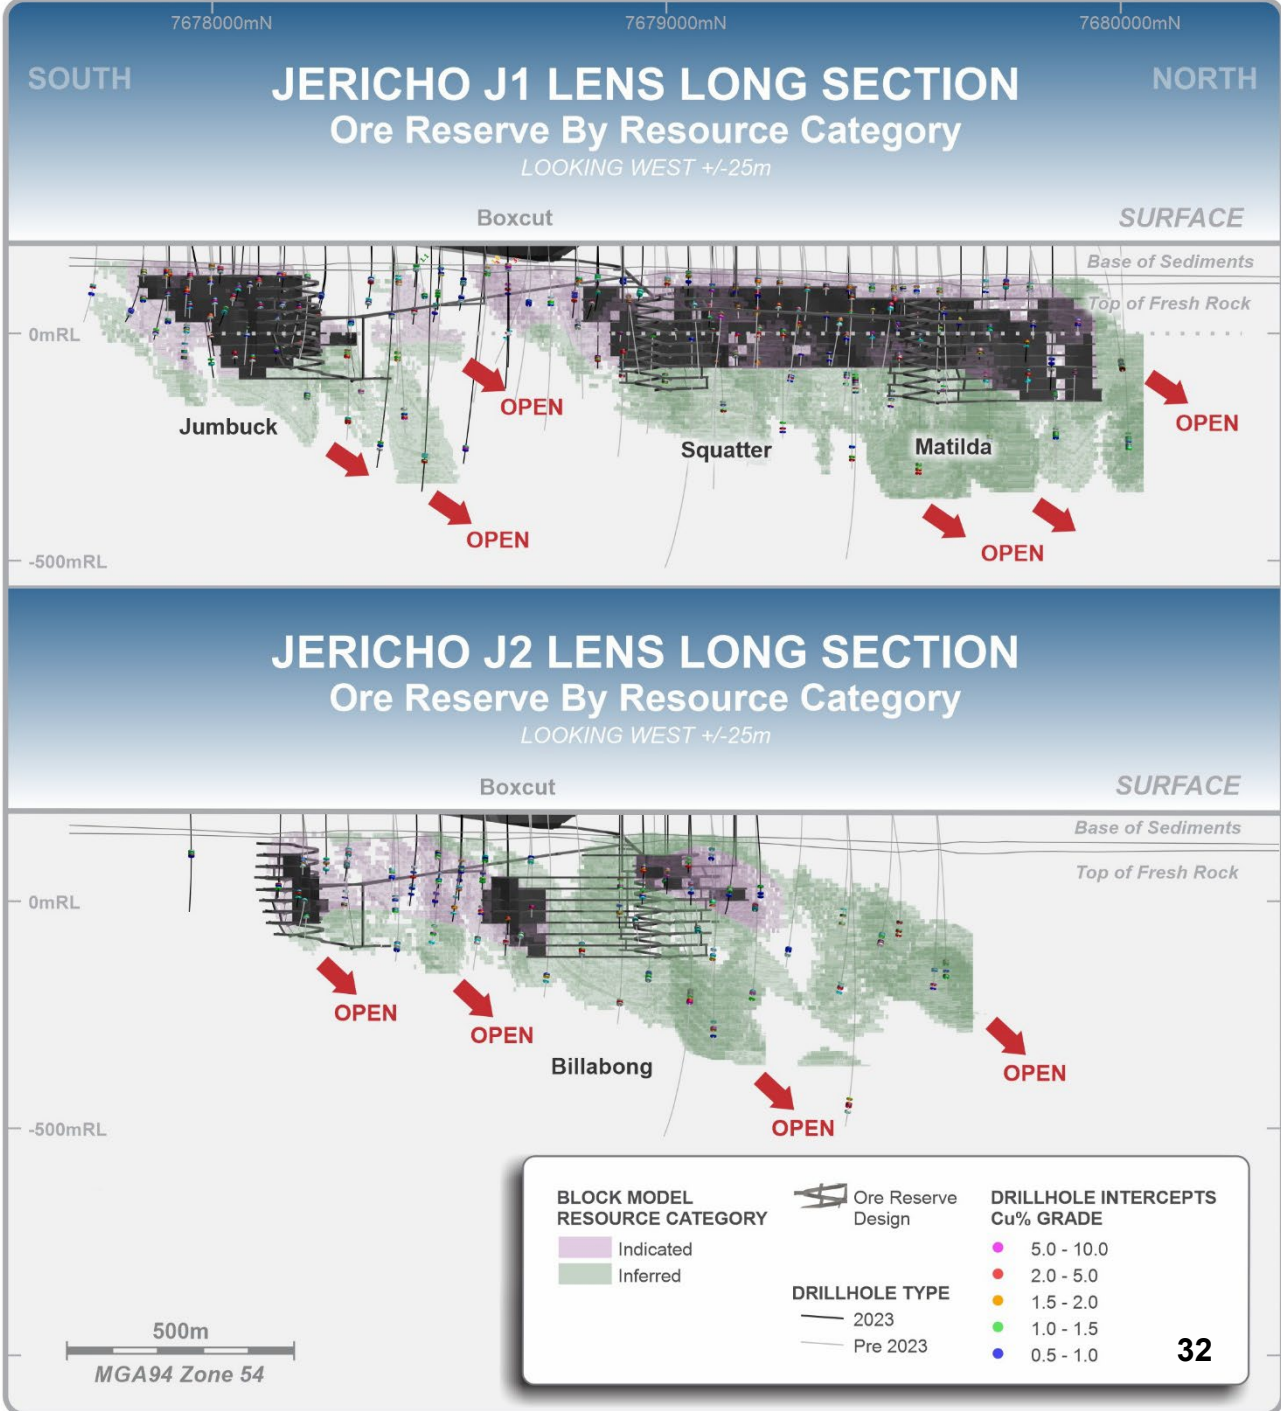 7678000mN
7679000mN
7680000mN
SOUTH
NORTH
JERICHO J1 LENS LONG SECTION
Ore Reserve By Resource Category
LOOKING WEST +/-25m
Boxcut
SURFACE
Base of Sediments
Top of Fresh Rock
0mRL
OPEN
OPEN
Jumbuck
Squatter
Matilda
OPEN
OPEN
-500mRL
JERICHO J2 LENS LONG SECTION
Ore Reserve By Resource Category
LOOKING WEST +/-25m
Boxcut
SURFACE
Base of Sediments
Top of Fresh Rock
0mRL
OPEN
OPEN
Billabong
OPEN
OPEN
-500mRL
BLOCK MODEL
RESOURCE CATEGORY
Indicated
Inferred
Ore Reserve
Design
DRILLHOLE TYPE
2023
Pre 2023
DRILLHOLE INTERCEPTS
Cu% GRADE
5.0 - 10.0
2.0 - 5.0
1.5 - 2.0
1.0 - 1.5
0.5 - 1.0
32
500m
MGA94 Zone 54